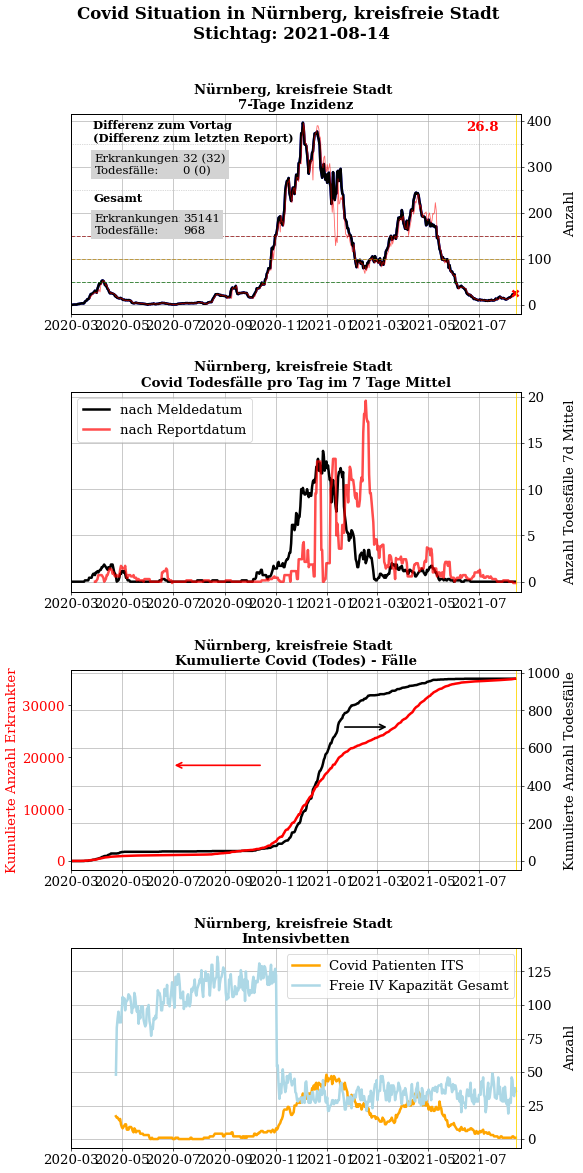 Covid Situation in Nürnberg, kreisfreie Stadt
Stichtag: 2021-08-14
Nürnberg, kreisfreie Stadt
7-Tage Inzidenz
Differenz zum Vortag
(Differenz zum letzten Report)
Erkrankungen 32 (32)
Todesfälle: 0 (0)
Gesamt
Erkrankungen 35141
Todesfälle: 968
26.8
400
300
200
100
0
Anzahl
2020-03 2020-05 2020-07 2020-09 2020-11 2021-01 2021-03 2021-05 2021-07
Nürnberg, kreisfreie Stadt
Covid Todesfälle pro Tag im 7 Tage Mittel
nach Meldedatum
nach Reportdatum
20
15
10
5
0
Anzahl Todesfälle 7d Mittel
2020-03 2020-05 2020-07 2020-09 2020-11 2021-01 2021-03 2021-05 2021-07
Nürnberg, kreisfreie Stadt
Kumulierte Covid (Todes) - Fälle
Kumulierte Anzahl Erkrankter
30000
20000
10000
0
1000
800
600
400
200
0
Kumulierte Anzahl Todesfälle
2020-03 2020-05 2020-07 2020-09 2020-11 2021-01 2021-03 2021-05 2021-07
Nürnberg, kreisfreie Stadt
Intensivbetten
Covid Patienten ITS
Freie IV Kapazität Gesamt
125
100
75
50
25
0
Anzahl
2020-03 2020-05 2020-07 2020-09 2020-11 2021-01 2021-03 2021-05 2021-07